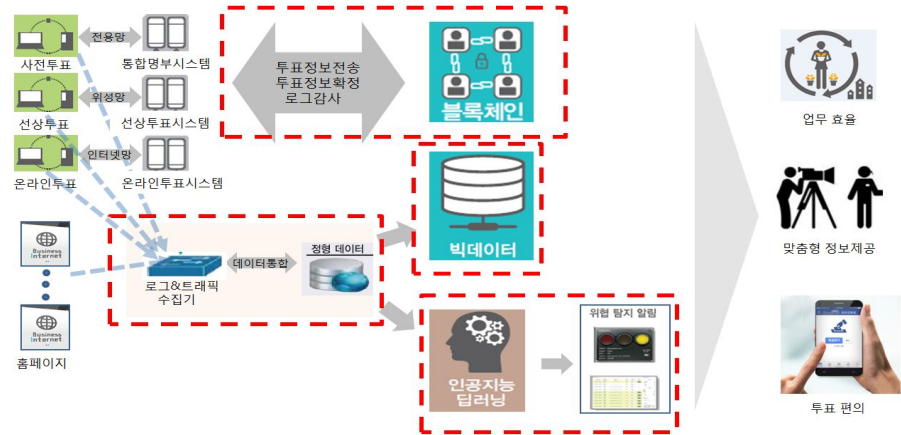 사전투표
전용망
통합명부시스템
선상투표
위성망
선상투표시스템
온라인투표
인터넷망
온라인투표시스템
투표정보전송
투표정보확정
로그감사
블록체인
빅데이터
Business
Internet
Business
Internet
홈페이지
로그&트래픽
수집기
데이터통합
정형 데이터
인공지능
딥러닝
위협 탐지 알림
업무 효율
맞춤형 정보제공
투표 편의